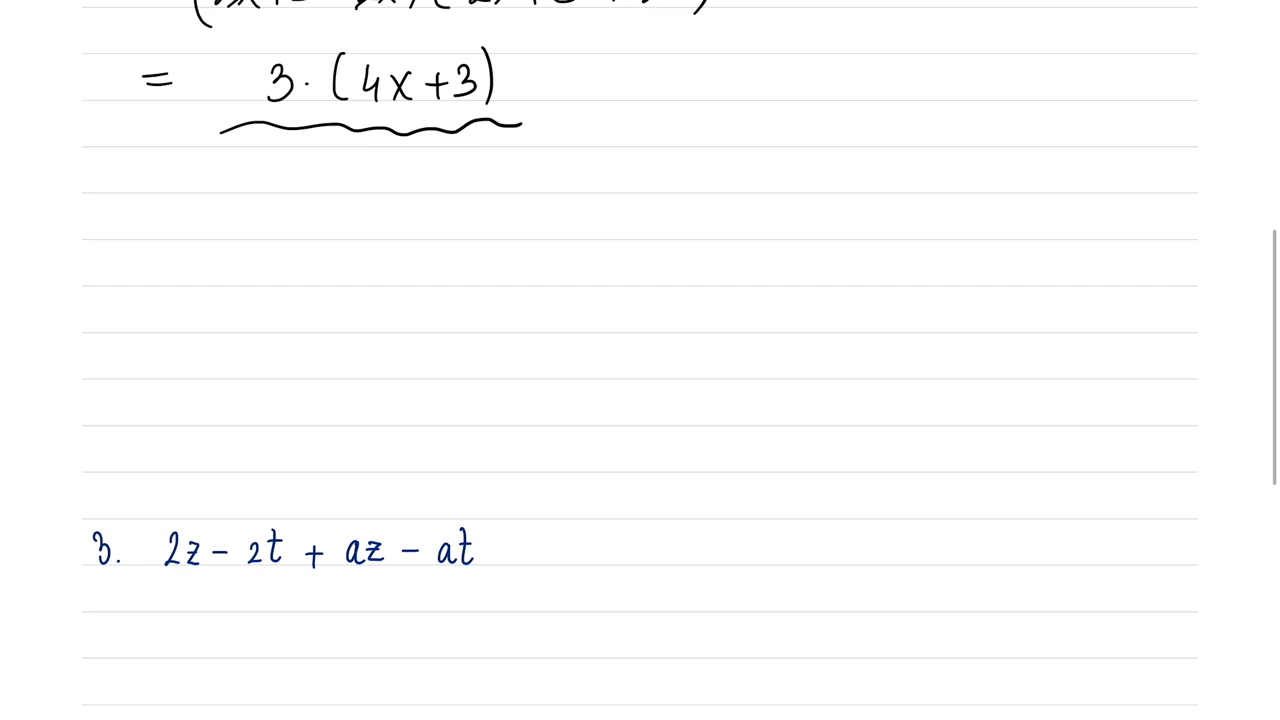 = 3 · (4x+3)
3. 2z - 2t + az - at